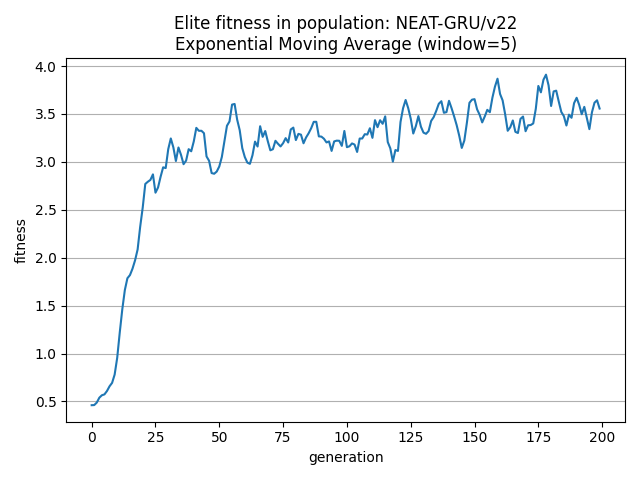 Elite fitness in population: NEAT-GRU/v22
Exponential Moving Average (window=5)
4.0
3.5
3.0
2.5
2.0
1.5
1.0
0.5
fitness
0 25 50 75 100 125 150 175 200
generation